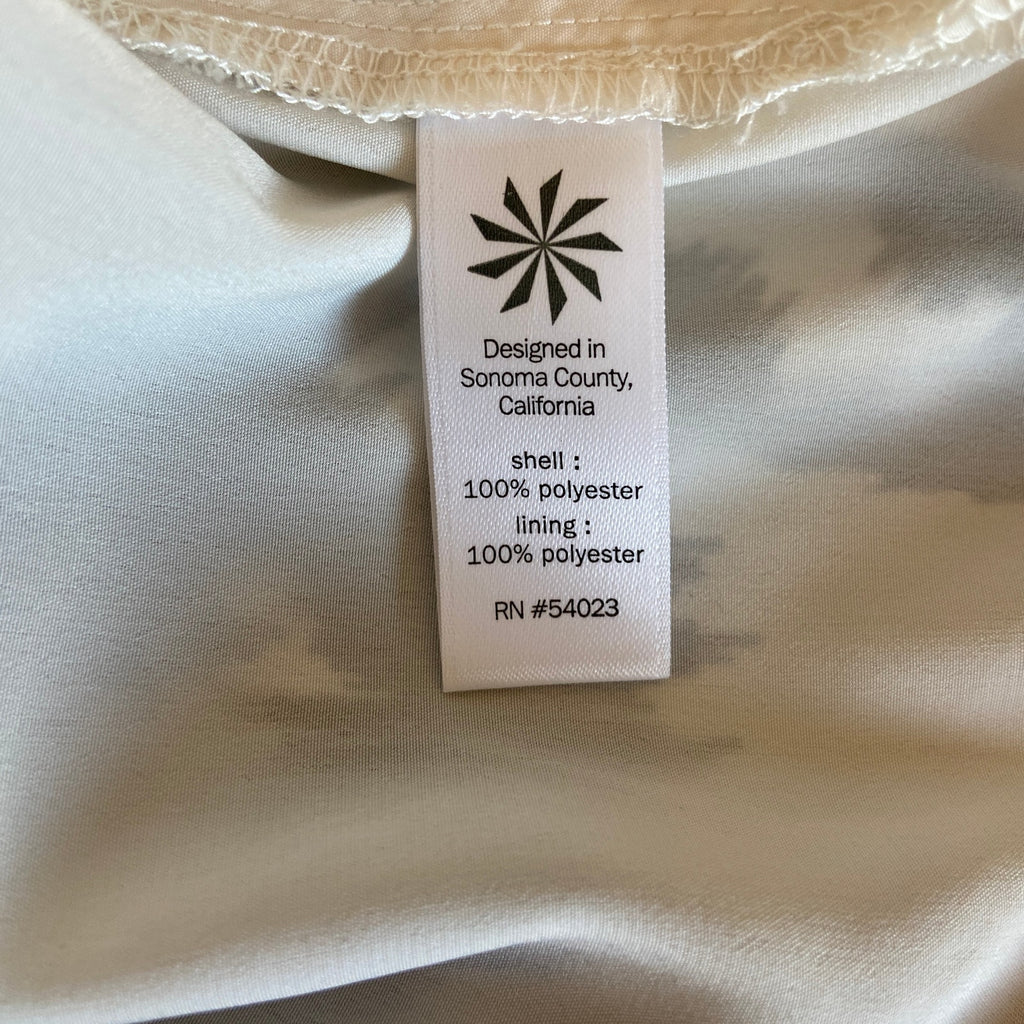 Designed in
Sonoma County,
California
shell :
100% polyester
lining :
100% polyester
RN #54023